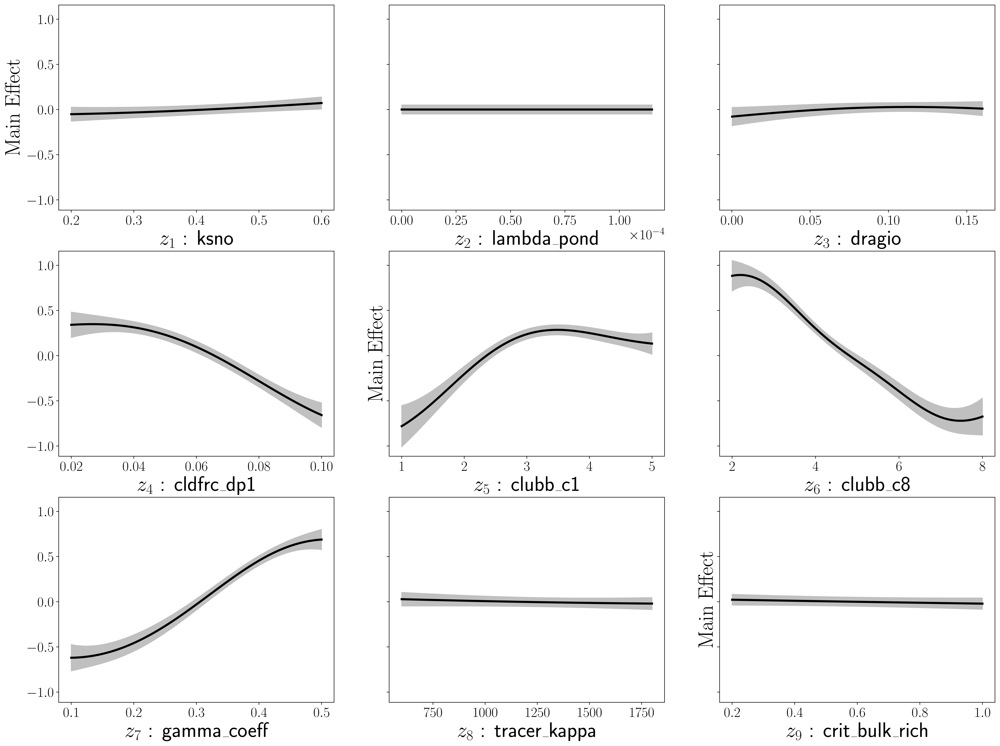 Main Effect
1.0
0.5
0.0
−0.5
−1.0
0.2 0.3 0.4 0.5 0.6
z₁ : ksno
0.00 0.25 0.50 0.75 1.00
×10⁻⁴
z₂ : lambda_pond
0.00 0.05 0.10 0.15
z₃ : dragio
1.0
0.5
0.0
−0.5
−1.0
0.02 0.04 0.06 0.08 0.10
z₄ : cldfrc_dp1
Main Effect
1 2 3 4 5
z₅ : clubb_c1
2 4 6 8
z₆ : clubb_c8
1.0
0.5
0.0
−0.5
−1.0
0.1 0.2 0.3 0.4 0.5
z₇ : gamma_coeff
750 1000 1250 1500 1750
z₈ : tracer_kappa
Main Effect
0.2 0.4 0.6 0.8 1.0
z₉ : crit_bulk_rich